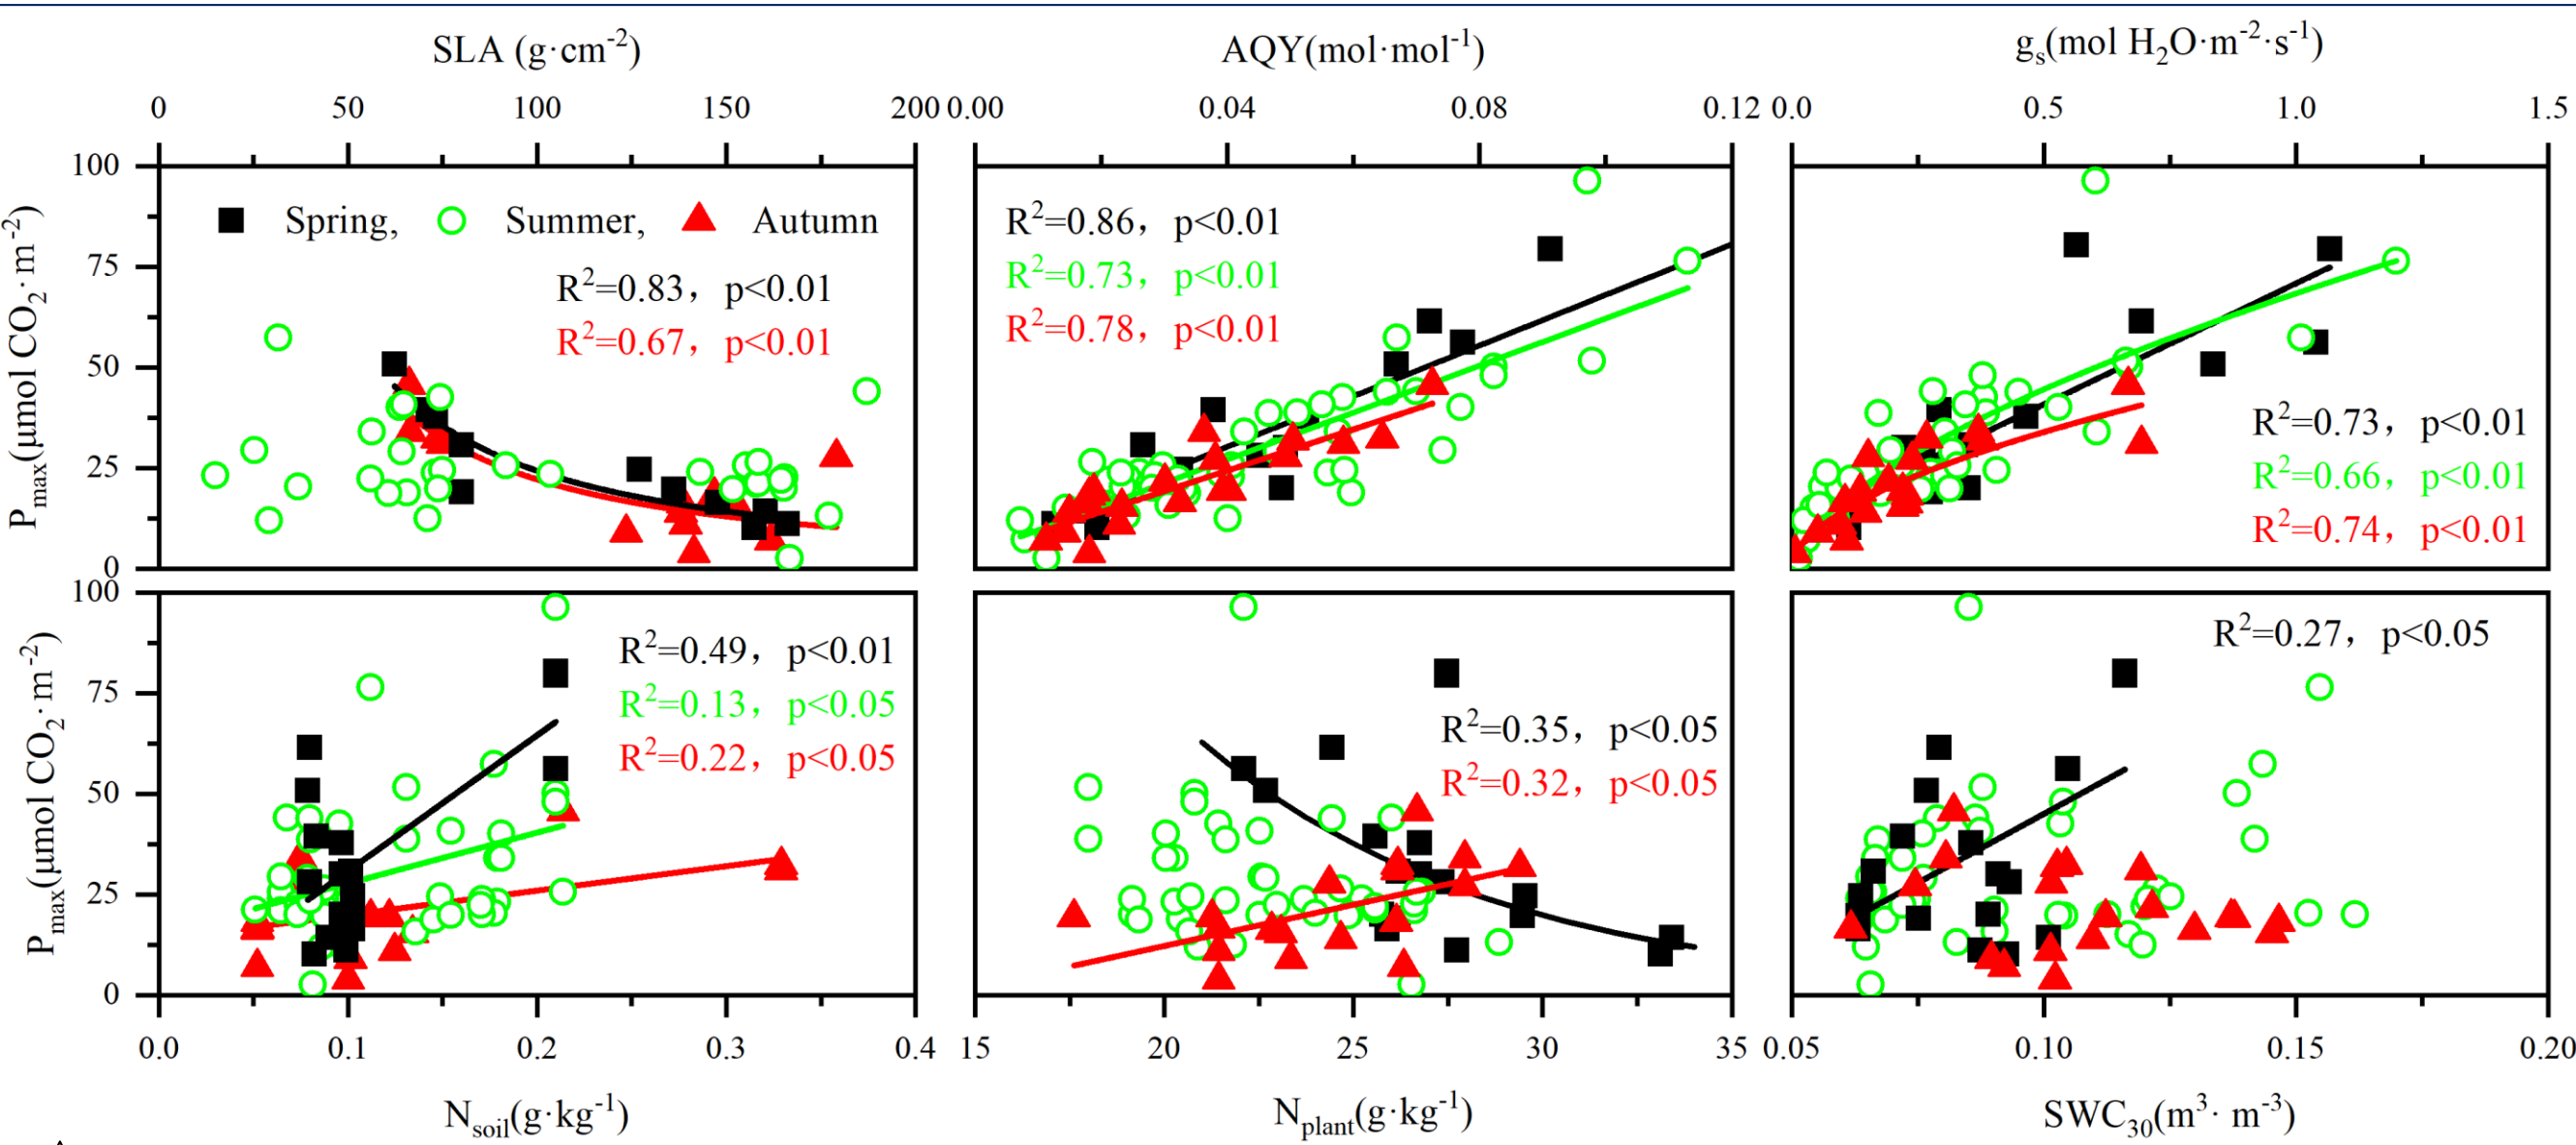 SLA (g·cm⁻²) AQY(mol·mol⁻¹) gₛ(mol H₂O·m⁻²·s⁻¹)
0 50 100 150 200 0.00 0.04 0.08 0.12 0.0 0.5 1.0 1.5
Pmax(μmol CO₂·m⁻²)
100
75
50
25
0
Spring, Summer, Autumn
R²=0.83, p<0.01
R²=0.67, p<0.01
R²=0.86, p<0.01
R²=0.73, p<0.01
R²=0.78, p<0.01
R²=0.73, p<0.01
R²=0.66, p<0.01
R²=0.74, p<0.01
Pmax(μmol CO₂·m⁻²)
100
75
50
25
0
R²=0.49, p<0.01
R²=0.13, p<0.05
R²=0.22, p<0.05
R²=0.35, p<0.05
R²=0.32, p<0.05
R²=0.27, p<0.05
0.0 0.1 0.2 0.3 0.4 15 20 25 30 35 0.05 0.10 0.15 0.20
Nsoil(g·kg⁻¹) Nplant(g·kg⁻¹) SWC₃₀(m³· m⁻³)